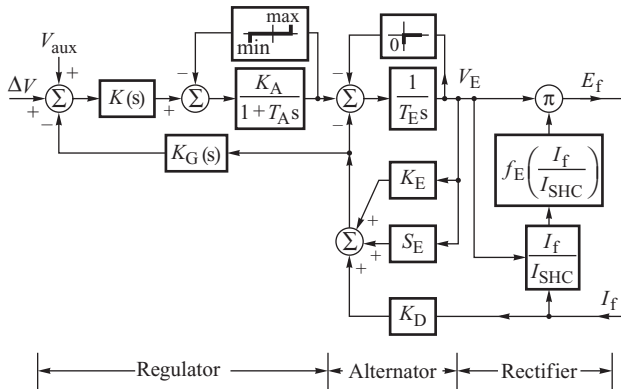 max
min
0
V_aux
ΔV
+
+
−
Σ
K(s)
+
−
Σ
K_A
1 + T_A s
+
−
−
Σ
1
T_E s
V_E
π
E_f
K_G (s)
K_E
f_E (I_f / I_SHC)
+
Σ
+
S_E
I_f
I_SHC
+
K_D
I_f
Regulator
Alternator
Rectifier